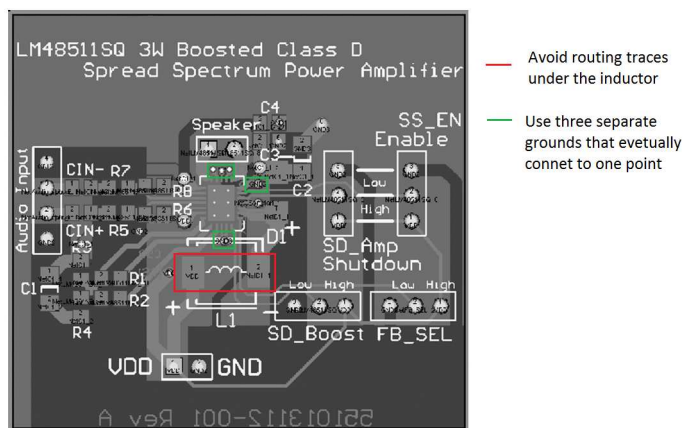 LM48511SQ 3W Boosted Class D
Spread Spectrum Power Amplifier
Avoid routing traces
under the inductor
Use three separate
grounds that evetually
connet to one point
C4
Speaker
SS_EN
Enable
C3
Audio Input
CIN- R7
R8
C2
Low
R6
High
CIN+ R5
R3
D1
+
SD_Amp
Shutdown
C1
R1
R2
VDD
Low High
Low High
R4
+
L1
-
SD_Boost FB_SEL
VDD
GND
551013112-001 Rev A